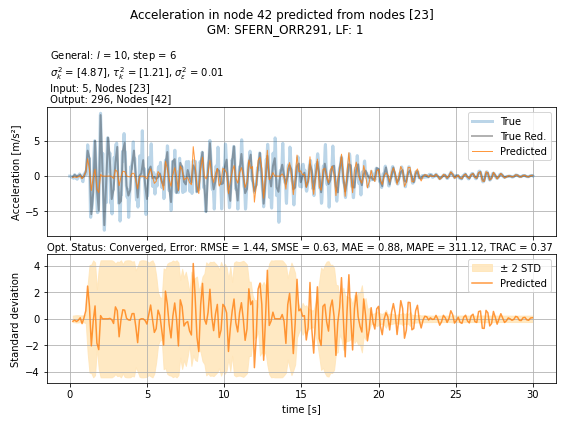 Acceleration in node 42 predicted from nodes [23]
GM: SFERN_ORR291, LF: 1
General: l = 10, step = 6
σ²ₖ = [4.87], τ²ₖ = [1.21], σ²ε = 0.01
Input: 5, Nodes [23]
Output: 296, Nodes [42]
True
True Red.
Predicted
Acceleration [m/s²]
5
0
−5
Opt. Status: Converged, Error: RMSE = 1.44, SMSE = 0.63, MAE = 0.88, MAPE = 311.12, TRAC = 0.37
± 2 STD
Predicted
Standard deviation
4
2
0
−2
−4
0 5 10 15 20 25 30
time [s]